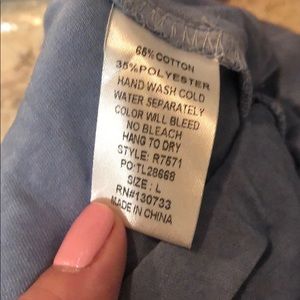 65% COTTON
35% POLYESTER
HAND WASH COLD
WATER SEPARATELY
COLOR WILL BLEED
NO BLEACH
HANG TO DRY
STYLE: R7571
PO:TL28668
SIZE : L
RN#130733
MADE IN CHINA